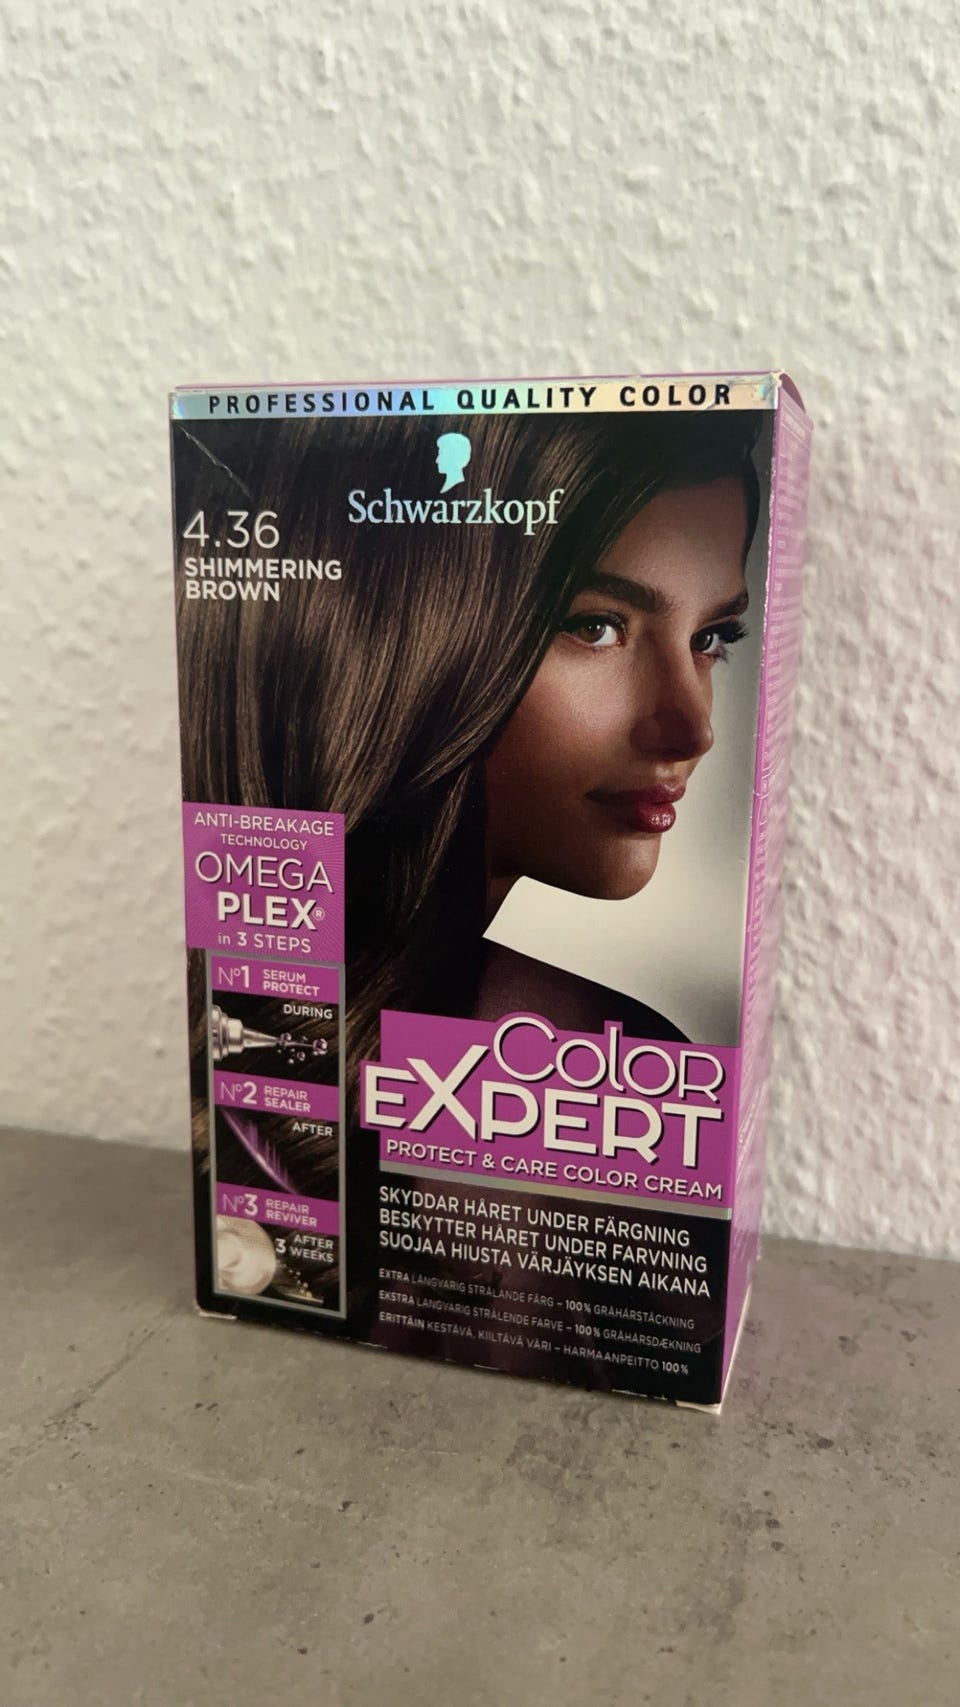 PROFESSIONAL QUALITY COLOR
Schwarzkopf
4.36
SHIMMERING
BROWN
ANTI-BREAKAGE
TECHNOLOGY
OMEGA
PLEX®
in 3 STEPS
Nº1 SERUM
PROTECT
DURING
Nº2 REPAIR
SEALER
AFTER
Nº3 REPAIR
REVIVER
3 AFTER
WEEKS
Color
EXPERT
PROTECT & CARE COLOR CREAM
SKYDDAR HÅRET UNDER FÄRGNING
BESKYTTER HÅRET UNDER FARVNING
SUOJAA HIUSTA VÄRJÄYKSEN AIKANA
EXTRA LÅNGVARIG STRÅLANDE FÄRG – 100% GRÅHÅRSTÄCKNING
EKSTRA LANGVARIG STRÅLENDE FARVE – 100% GRÅHÅRSDÆKNING
ERITTÄIN KESTÄVÄ, KIILTÄVÄ VÄRI – HARMAANPEITTO 100%